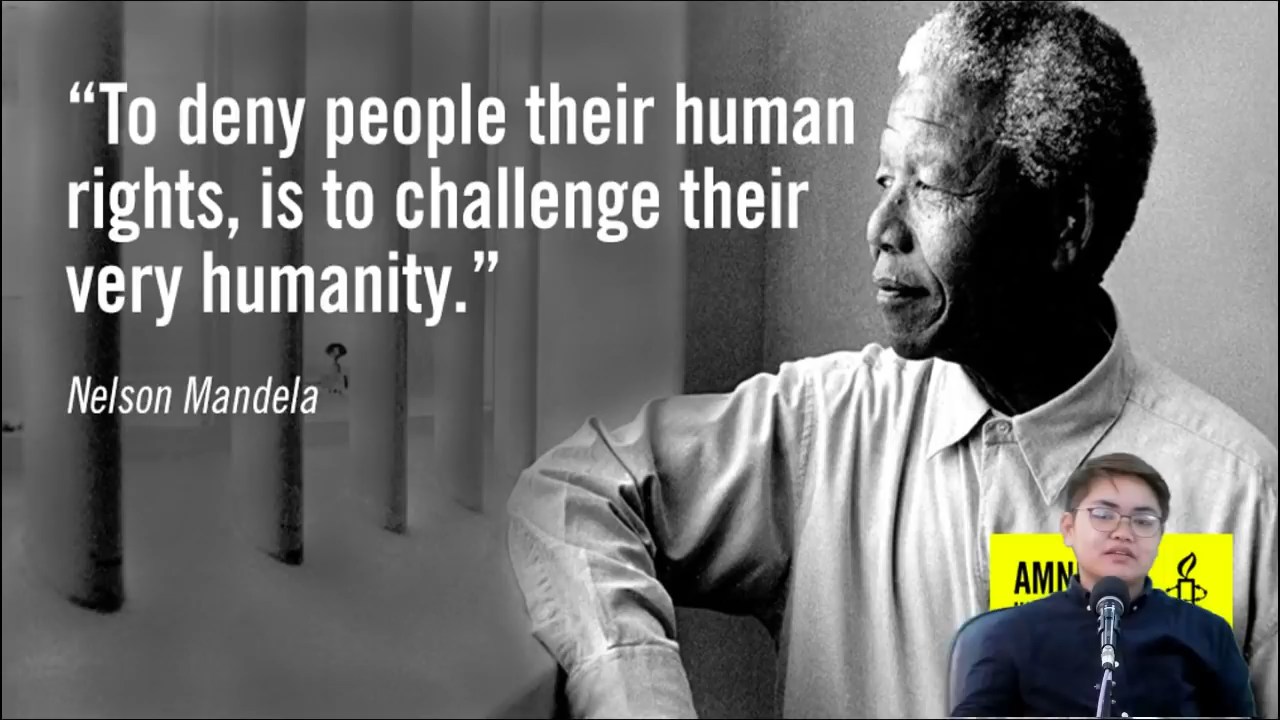 “To deny people their human
rights, is to challenge their
very humanity.”
Nelson Mandela
AMN